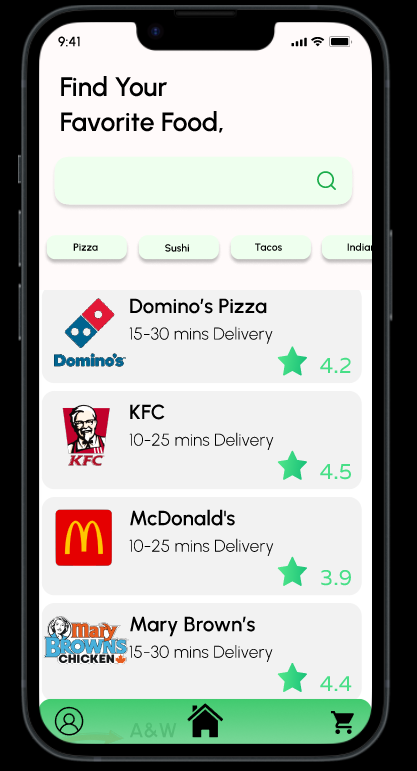 9:41
Find Your
Favorite Food,
Pizza
Sushi
Tacos
Indian
Domino's Pizza
15-30 mins Delivery
Domino's
4.2
KFC
10-25 mins Delivery
KFC
4.5
McDonald's
10-25 mins Delivery
3.9
Mary Brown's
Mary
BROWNS
CHICKEN
15-30 mins Delivery
4.4
A&W